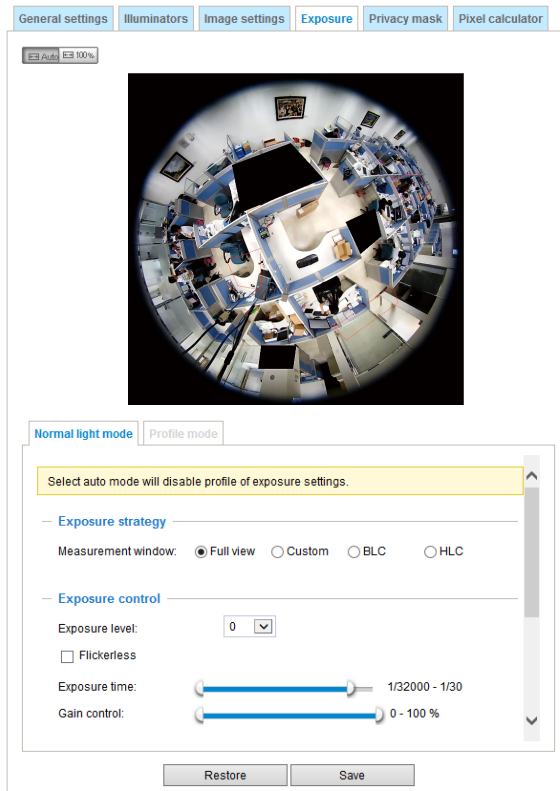 General settings Illuminators Image settings Exposure Privacy mask Pixel calculator
Auto 100%
Normal light mode Profile mode
Select auto mode will disable profile of exposure settings.
Exposure strategy
Measurement window: Full view Custom BLC HLC
Exposure control
Exposure level: 0
Flickerless
Exposure time: 1/32000 - 1/30
Gain control: 0 - 100 %
Restore Save